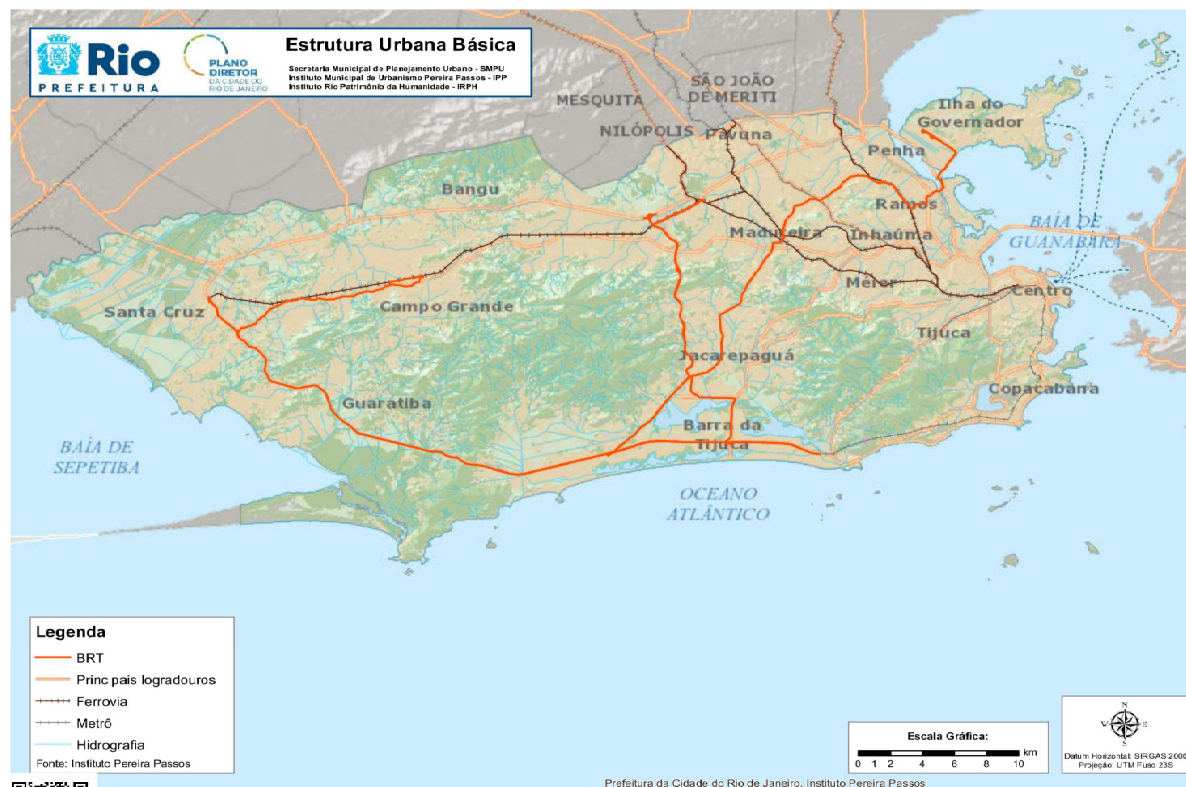 Rio
PREFEITURA
PLANO
DIRETOR
DA CIDADE DO
RIO DE JANEIRO
Estrutura Urbana Básica
Secretaria Municipal de Planejamento Urbano - SMPU
Instituto Municipal de Urbanismo Pereira Passos - IPP
Instituto Rio Patrimônio da Humanidade - IRPH
MESQUITA
SÃO JOÃO
DE MERITI
NILÓPOLIS
Pavuna
Ilha do
Governador
Penha
Bangu
Ramos
Madureira
Inhaúma
BAÍA DE
GUANABARA
Santa Cruz
Campo Grande
Méier
Centro
Tijuca
Jacarepaguá
Copacabana
Guaratiba
Barra da
Tijuca
BAÍA DE
SEPETIBA
OCEANO
ATLÂNTICO
Legenda
BRT
Princ pais logradouros
Ferrovia
Metrô
Hidrografia
Fonte: Instituto Pereira Passos
Escala Gráfica:
km
0 1 2 4 6 8 10
N
W E
S
Datum Horizontal: SIRGAS 2000
Projeção: UTM Fuso 23S
Prefeitura da Cidade do Rio de Janeiro, Instituto Pereira Passos